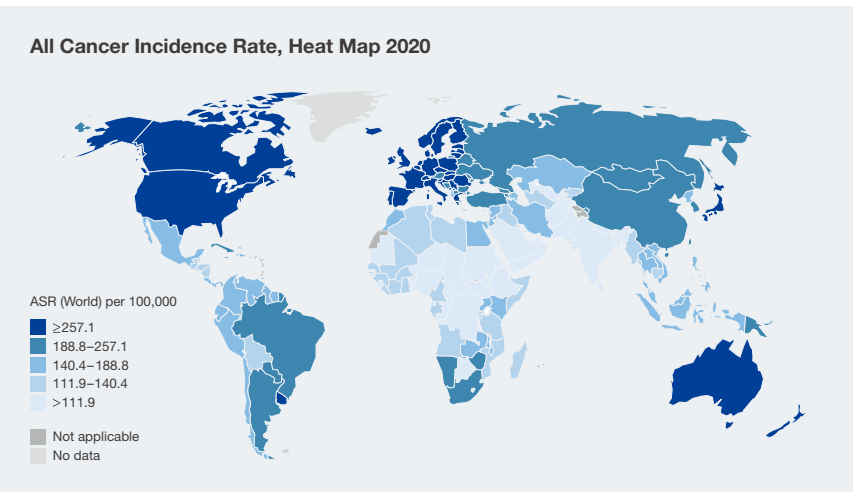 All Cancer Incidence Rate, Heat Map 2020
ASR (World) per 100,000
≥257.1
188.8–257.1
140.4–188.8
111.9–140.4
>111.9
Not applicable
No data